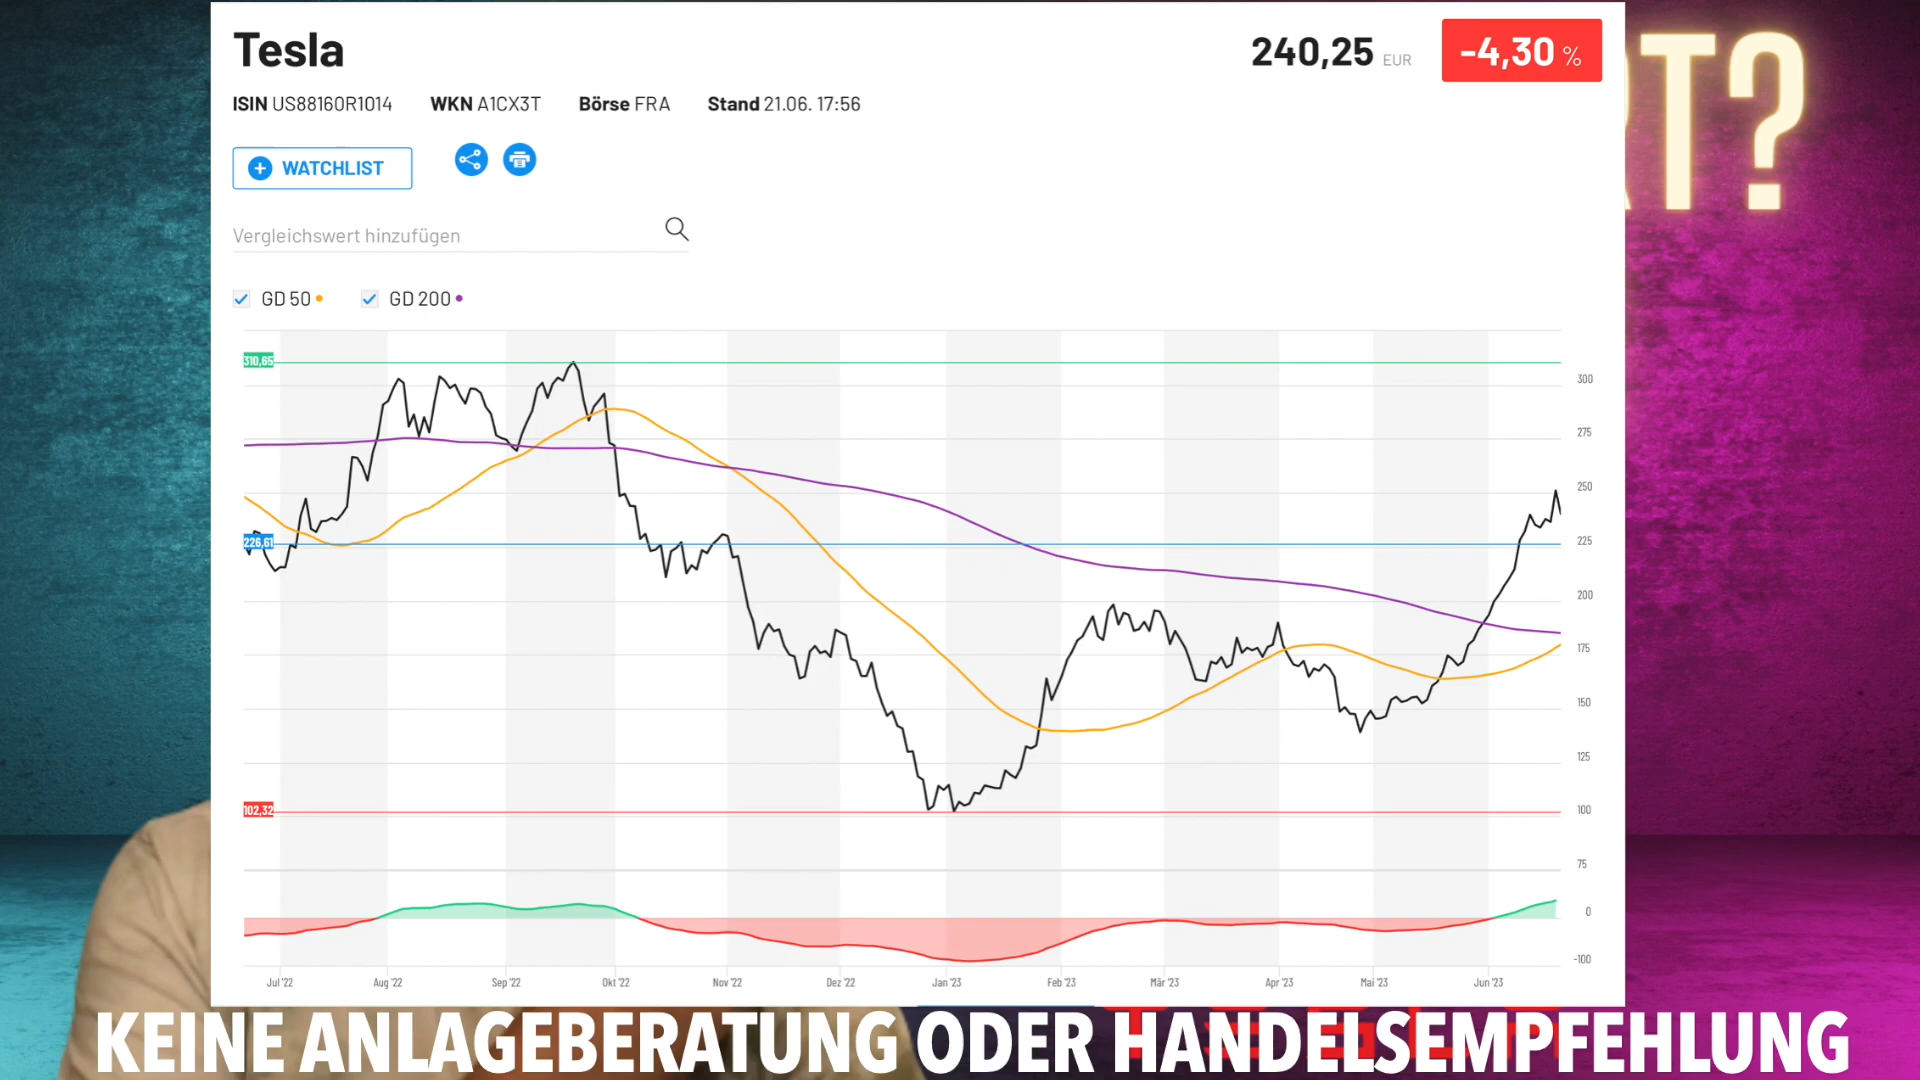 Tesla
240,25 EUR
-4,30 %
ISIN US88160R1014 WKN A1CX3T Börse FRA Stand 21.06. 17:56
WATCHLIST
Vergleichswert hinzufügen
GD 50 GD 200
310,65
226,61
102,32
300
275
250
225
200
175
150
125
100
75
0
-100
Jul '22 Aug '22 Sep '22 Okt '22 Nov '22 Dez '22 Jan '23 Feb '23 Mär '23 Apr '23 Mai '23 Jun '23
T?
KEINE ANLAGEBERATUNG ODER HANDELSEMPFEHLUNG